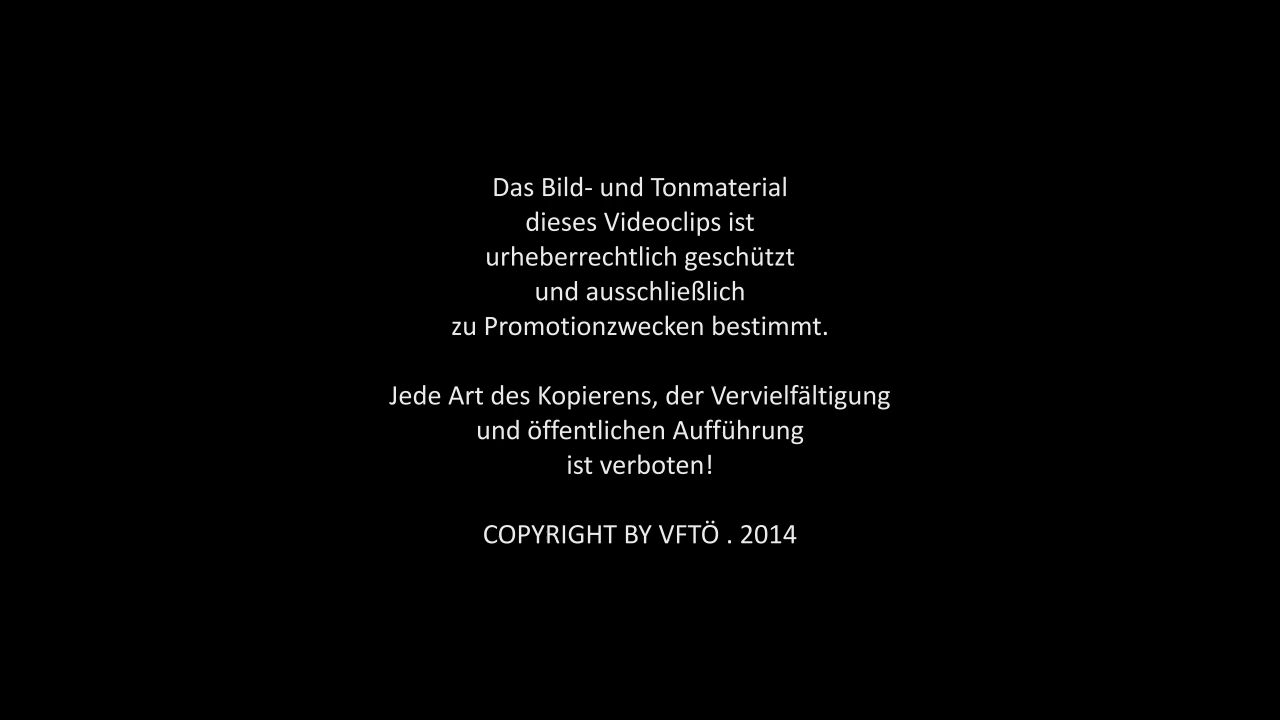 Das Bild- und Tonmaterial
dieses Videoclips ist
urheberrechtlich geschützt
und ausschließlich
zu Promotionzwecken bestimmt.
Jede Art des Kopierens, der Vervielfältigung
und öffentlichen Aufführung
ist verboten!
COPYRIGHT BY VFTÖ . 2014